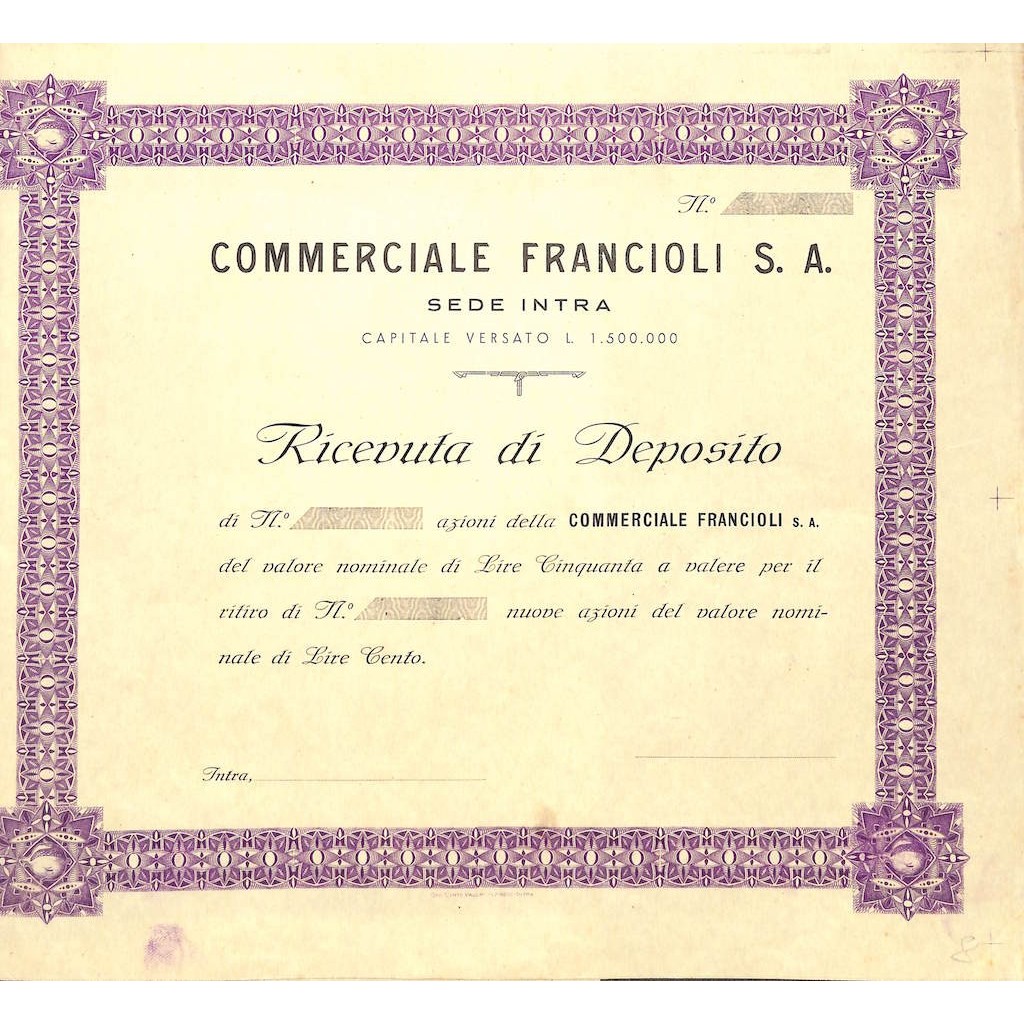 N.º
COMMERCIALE FRANCIOLI S. A.
SEDE INTRA
CAPITALE VERSATO L. 1.500.000
Ricevuta di Deposito
di N.º azioni della COMMERCIALE FRANCIOLI S. A.
del valore nominale di Lire Cinquanta a valere per il
ritiro di N.º nuove azioni del valore nomi-
nale di Lire Cento.
Intra,